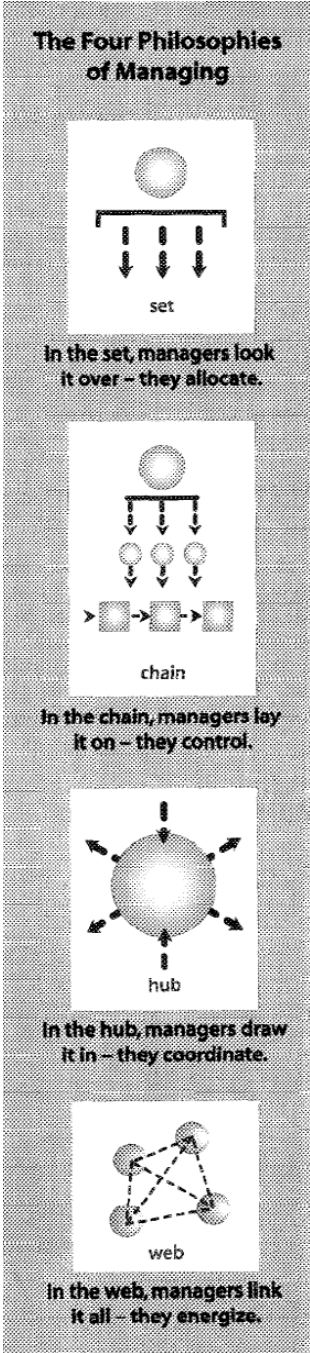 The Four Philosophies
of Managing
set
In the set, managers look
it over – they allocate.
chain
In the chain, managers lay
it on – they control.
hub
In the hub, managers draw
it in – they coordinate.
web
In the web, managers link
it all – they energize.